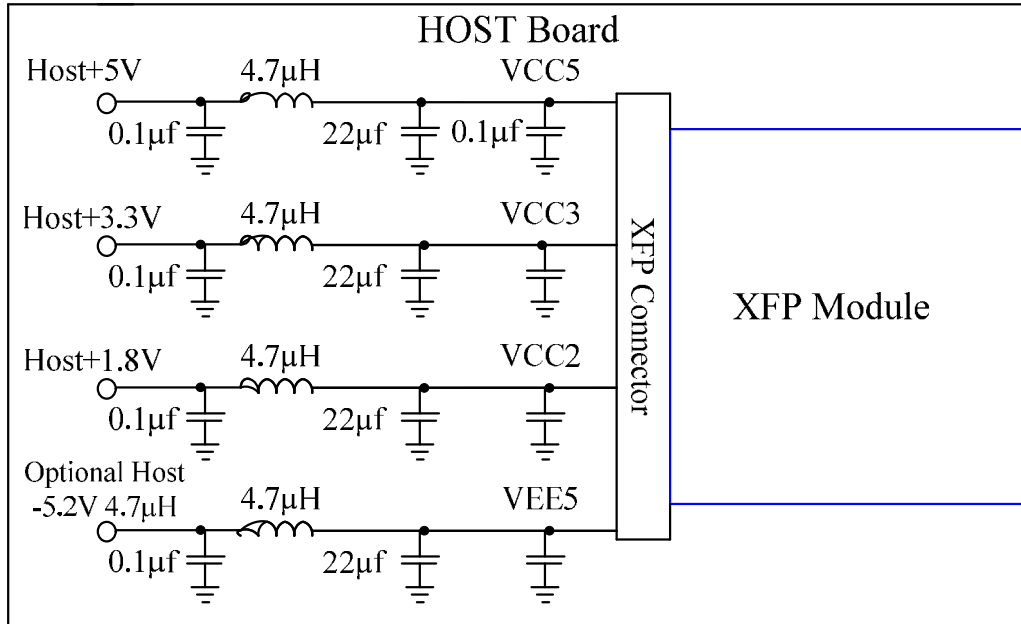 HOST Board
Host+5V
4.7μH
VCC5
0.1μf
22μf
0.1μf
Host+3.3V
4.7μH
VCC3
0.1μf
22μf
Host+1.8V
4.7μH
VCC2
0.1μf
22μf
Optional Host
-5.2V 4.7μH
4.7μH
VEE5
0.1μf
22μf
XFP Connector
XFP Module